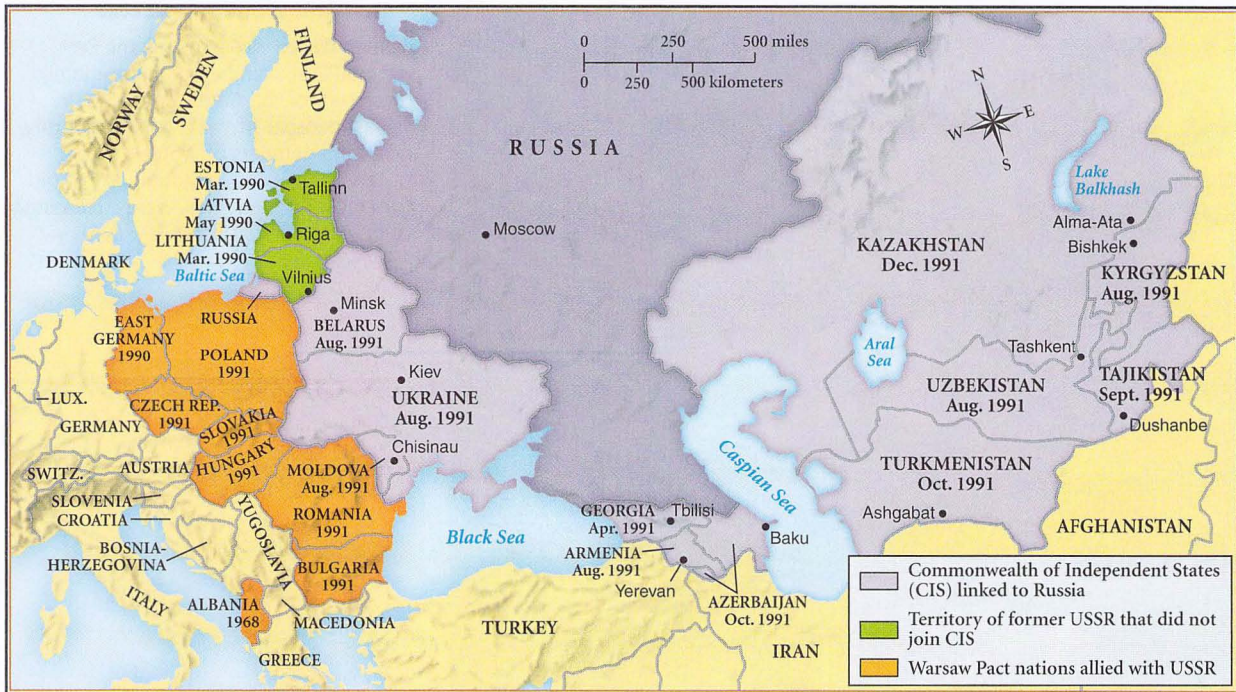 NORWAY
SWEDEN
FINLAND
0 250 500 miles
0 250 500 kilometers
N
W
E
S
RUSSIA
Moscow
ESTONIA
Mar. 1990
Tallinn
LATVIA
May 1990
Riga
LITHUANIA
Mar. 1990
Vilnius
DENMARK
Baltic Sea
RUSSIA
Minsk
BELARUS
Aug. 1991
EAST
GERMANY
1990
POLAND
1991
Kiev
UKRAINE
Aug. 1991
LUX.
GERMANY
CZECH REP.
1991
SLOVAKIA
1991
Chisinau
SWITZ.
AUSTRIA
HUNGARY
1991
MOLDOVA
Aug. 1991
SLOVENIA
CROATIA
ROMANIA
1991
BOSNIA-
HERZEGOVINA
YUGOSLAVIA
BULGARIA
1991
ITALY
ALBANIA
1968
MACEDONIA
GREECE
Black Sea
TURKEY
GEORGIA
Apr. 1991
Tbilisi
ARMENIA
Aug. 1991
Yerevan
AZERBAIJAN
Oct. 1991
Baku
Caspian Sea
IRAN
KAZAKHSTAN
Dec. 1991
Lake
Balkhash
Alma-Ata
Bishkek
KYRGYZSTAN
Aug. 1991
Aral
Sea
Tashkent
UZBEKISTAN
Aug. 1991
TAJIKISTAN
Sept. 1991
Dushanbe
TURKMENISTAN
Oct. 1991
Ashgabat
AFGHANISTAN
Commonwealth of Independent States
(CIS) linked to Russia
Territory of former USSR that did not
join CIS
Warsaw Pact nations allied with USSR